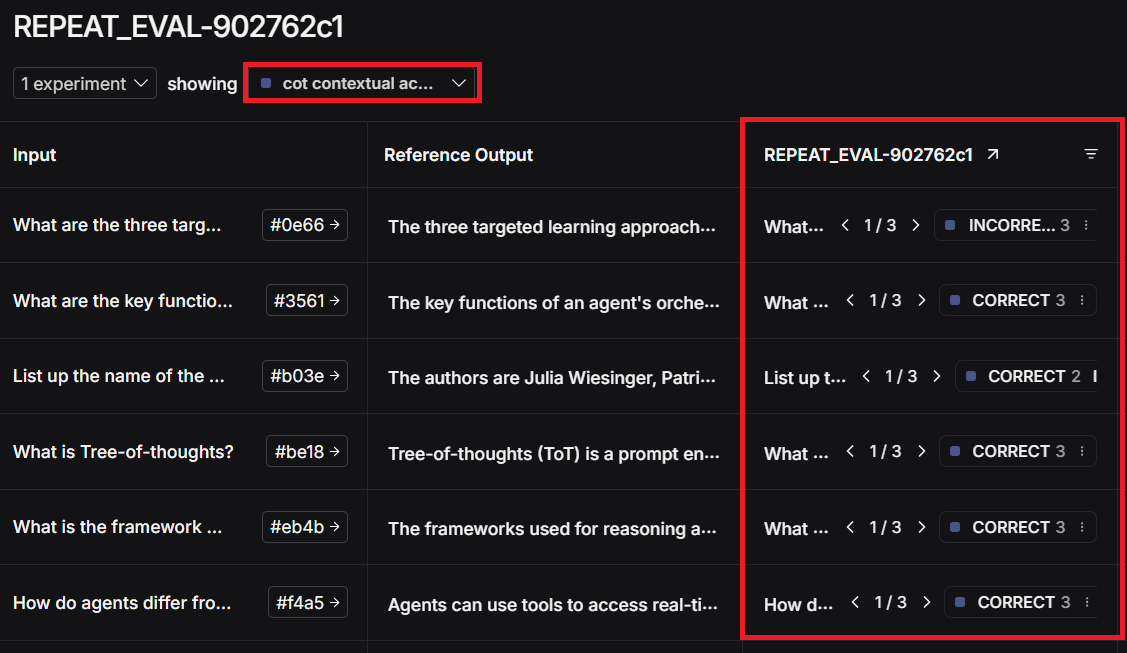 REPEAT_EVAL-902762c1
1 experiment showing cot contextual ac...
Input Reference Output REPEAT_EVAL-902762c1
What are the three targ... #0e66 The three targeted learning approach... What... 1 / 3 INCORRE... 3
What are the key functio... #3561 The key functions of an agent's orche... What ... 1 / 3 CORRECT 3
List up the name of the ... #b03e The authors are Julia Wiesinger, Patri... List up t... 1 / 3 CORRECT 2 I
What is Tree-of-thoughts? #be18 Tree-of-thoughts (ToT) is a prompt en... What ... 1 / 3 CORRECT 3
What is the framework ... #eb4b The frameworks used for reasoning a... What ... 1 / 3 CORRECT 3
How do agents differ fro... #f4a5 Agents can use tools to access real-ti... How d... 1 / 3 CORRECT 3